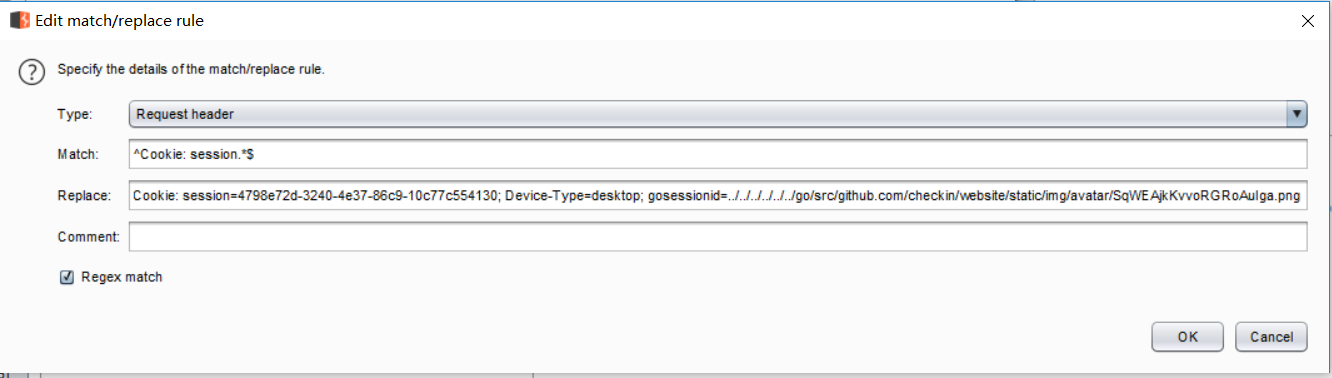 Edit match/replace rule
Specify the details of the match/replace rule.
Type: Request header
Match: ^Cookie: session.*$
Replace: Cookie: session=4798e72d-3240-4e37-86c9-10c77c554130; Device-Type=desktop; gosessionid=../../../../../../go/src/github.com/checkin/website/static/img/avatar/SqWEAjkKvvoRGRoAulga.png
Comment:
Regex match
OK Cancel